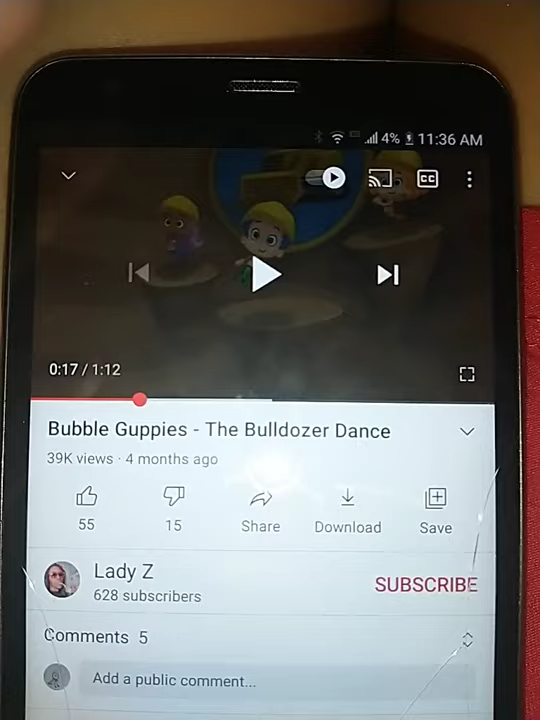 4% 11:36 AM
CC
0:17 / 1:12
Bubble Guppies - The Bulldozer Dance
39K views · 4 months ago
55 15 Share Download Save
Lady Z
628 subscribers
SUBSCRIBE
Comments 5
Add a public comment...